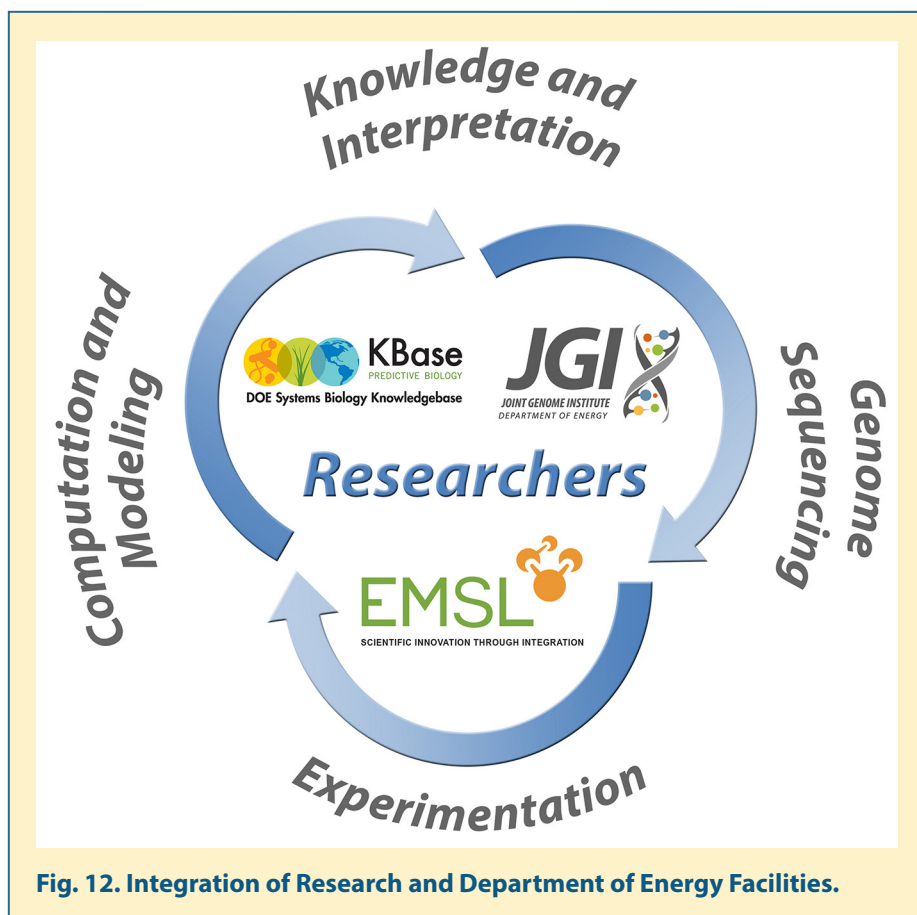 Knowledge and
Interpretation
Computation and
Modeling
KBase
PREDICTIVE BIOLOGY
DOE Systems Biology Knowledgebase
JGI
JOINT GENOME INSTITUTE
DEPARTMENT OF ENERGY
Genome
Sequencing
Researchers
EMSL
SCIENTIFIC INNOVATION THROUGH INTEGRATION
Experimentation
Fig. 12. Integration of Research and Department of Energy Facilities.